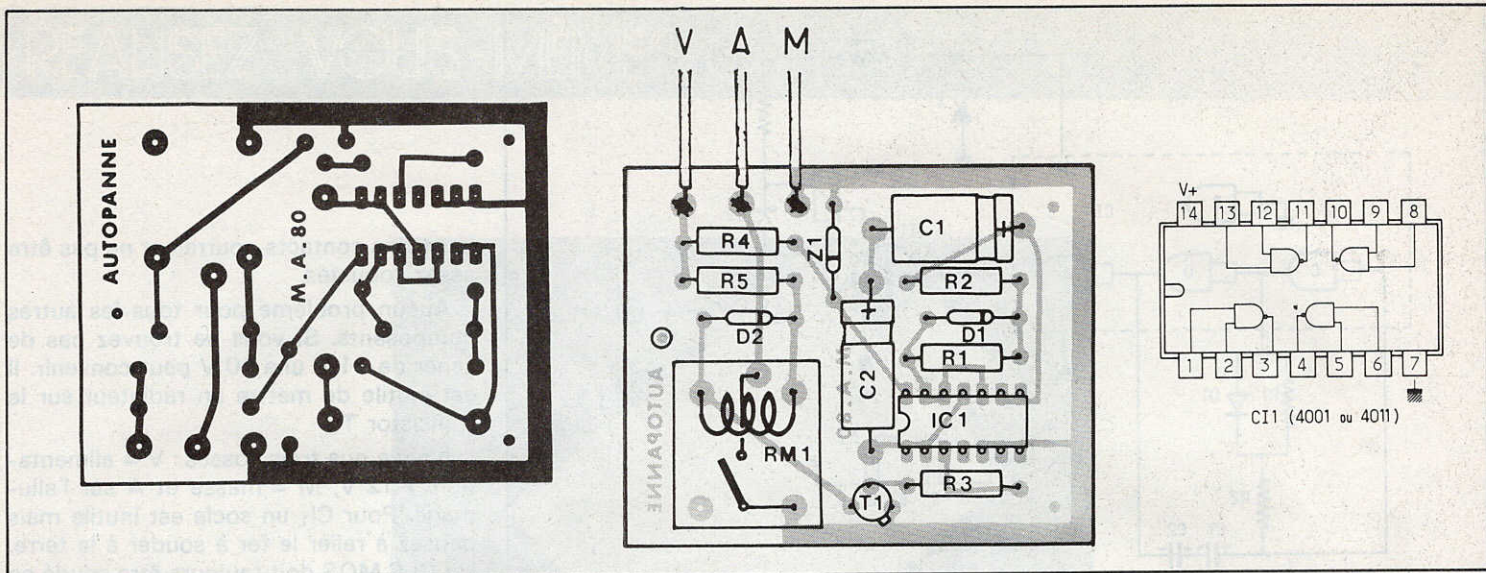 AUTOPANNE
M.A.80
V A M
R4
R5
D2
Z1
C1
R2
D1
R1
C2
IC1
RM1
R3
T1
M.A.80
AUTOPANNE
V+
14 13 12 11 10 9 8
1 2 3 4 5 6 7
CI1 (4001 ou 4011)